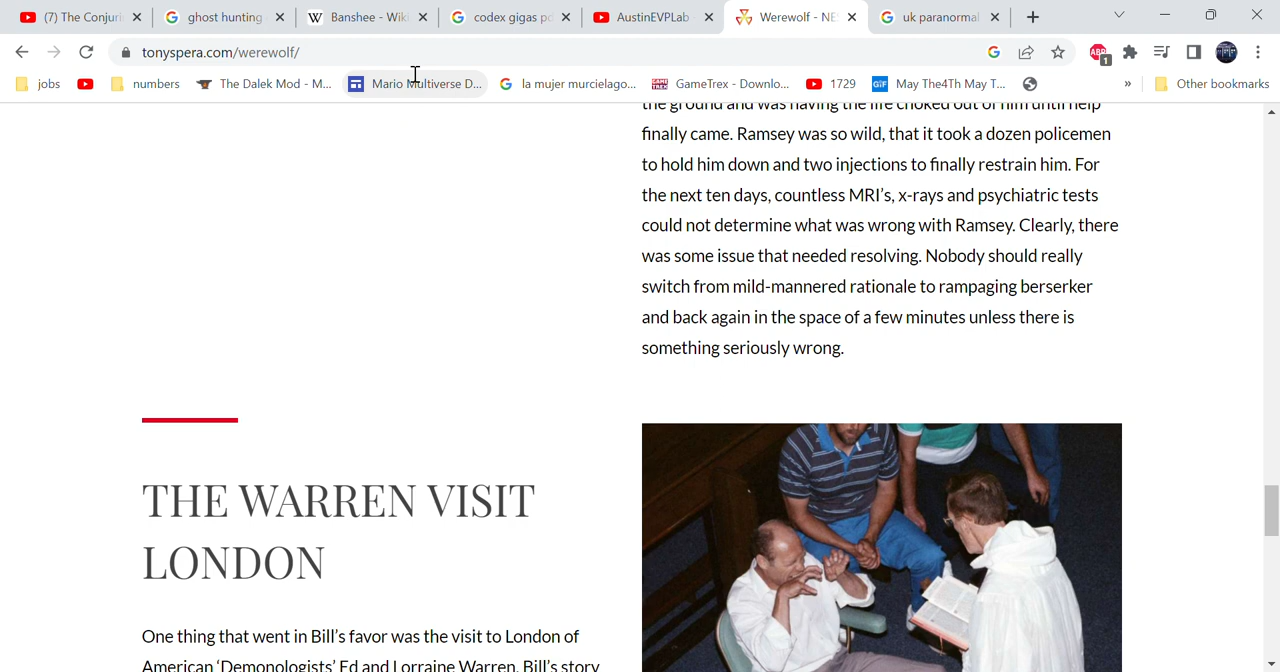 (7) The Conjuri
ghost hunting
Banshee - Wiki
codex gigas pd
AustinEVPLab
Werewolf - NE
uk paranormal
tonyspera.com/werewolf/
ABP
1
jobs
numbers
The Dalek Mod - M...
Mario Multiverse D...
la mujer murcielago...
GameTrex - Downlo...
1729
May The4Th May T...
»
Other bookmarks
the ground and was having the life choked out of him until help
finally came. Ramsey was so wild, that it took a dozen policemen
to hold him down and two injections to finally restrain him. For
the next ten days, countless MRI’s, x-rays and psychiatric tests
could not determine what was wrong with Ramsey. Clearly, there
was some issue that needed resolving. Nobody should really
switch from mild-mannered rationale to rampaging berserker
and back again in the space of a few minutes unless there is
something seriously wrong.
THE WARREN VISIT
LONDON
One thing that went in Bill’s favor was the visit to London of
American ‘Demonologists’ Ed and Lorraine Warren. Bill’s story